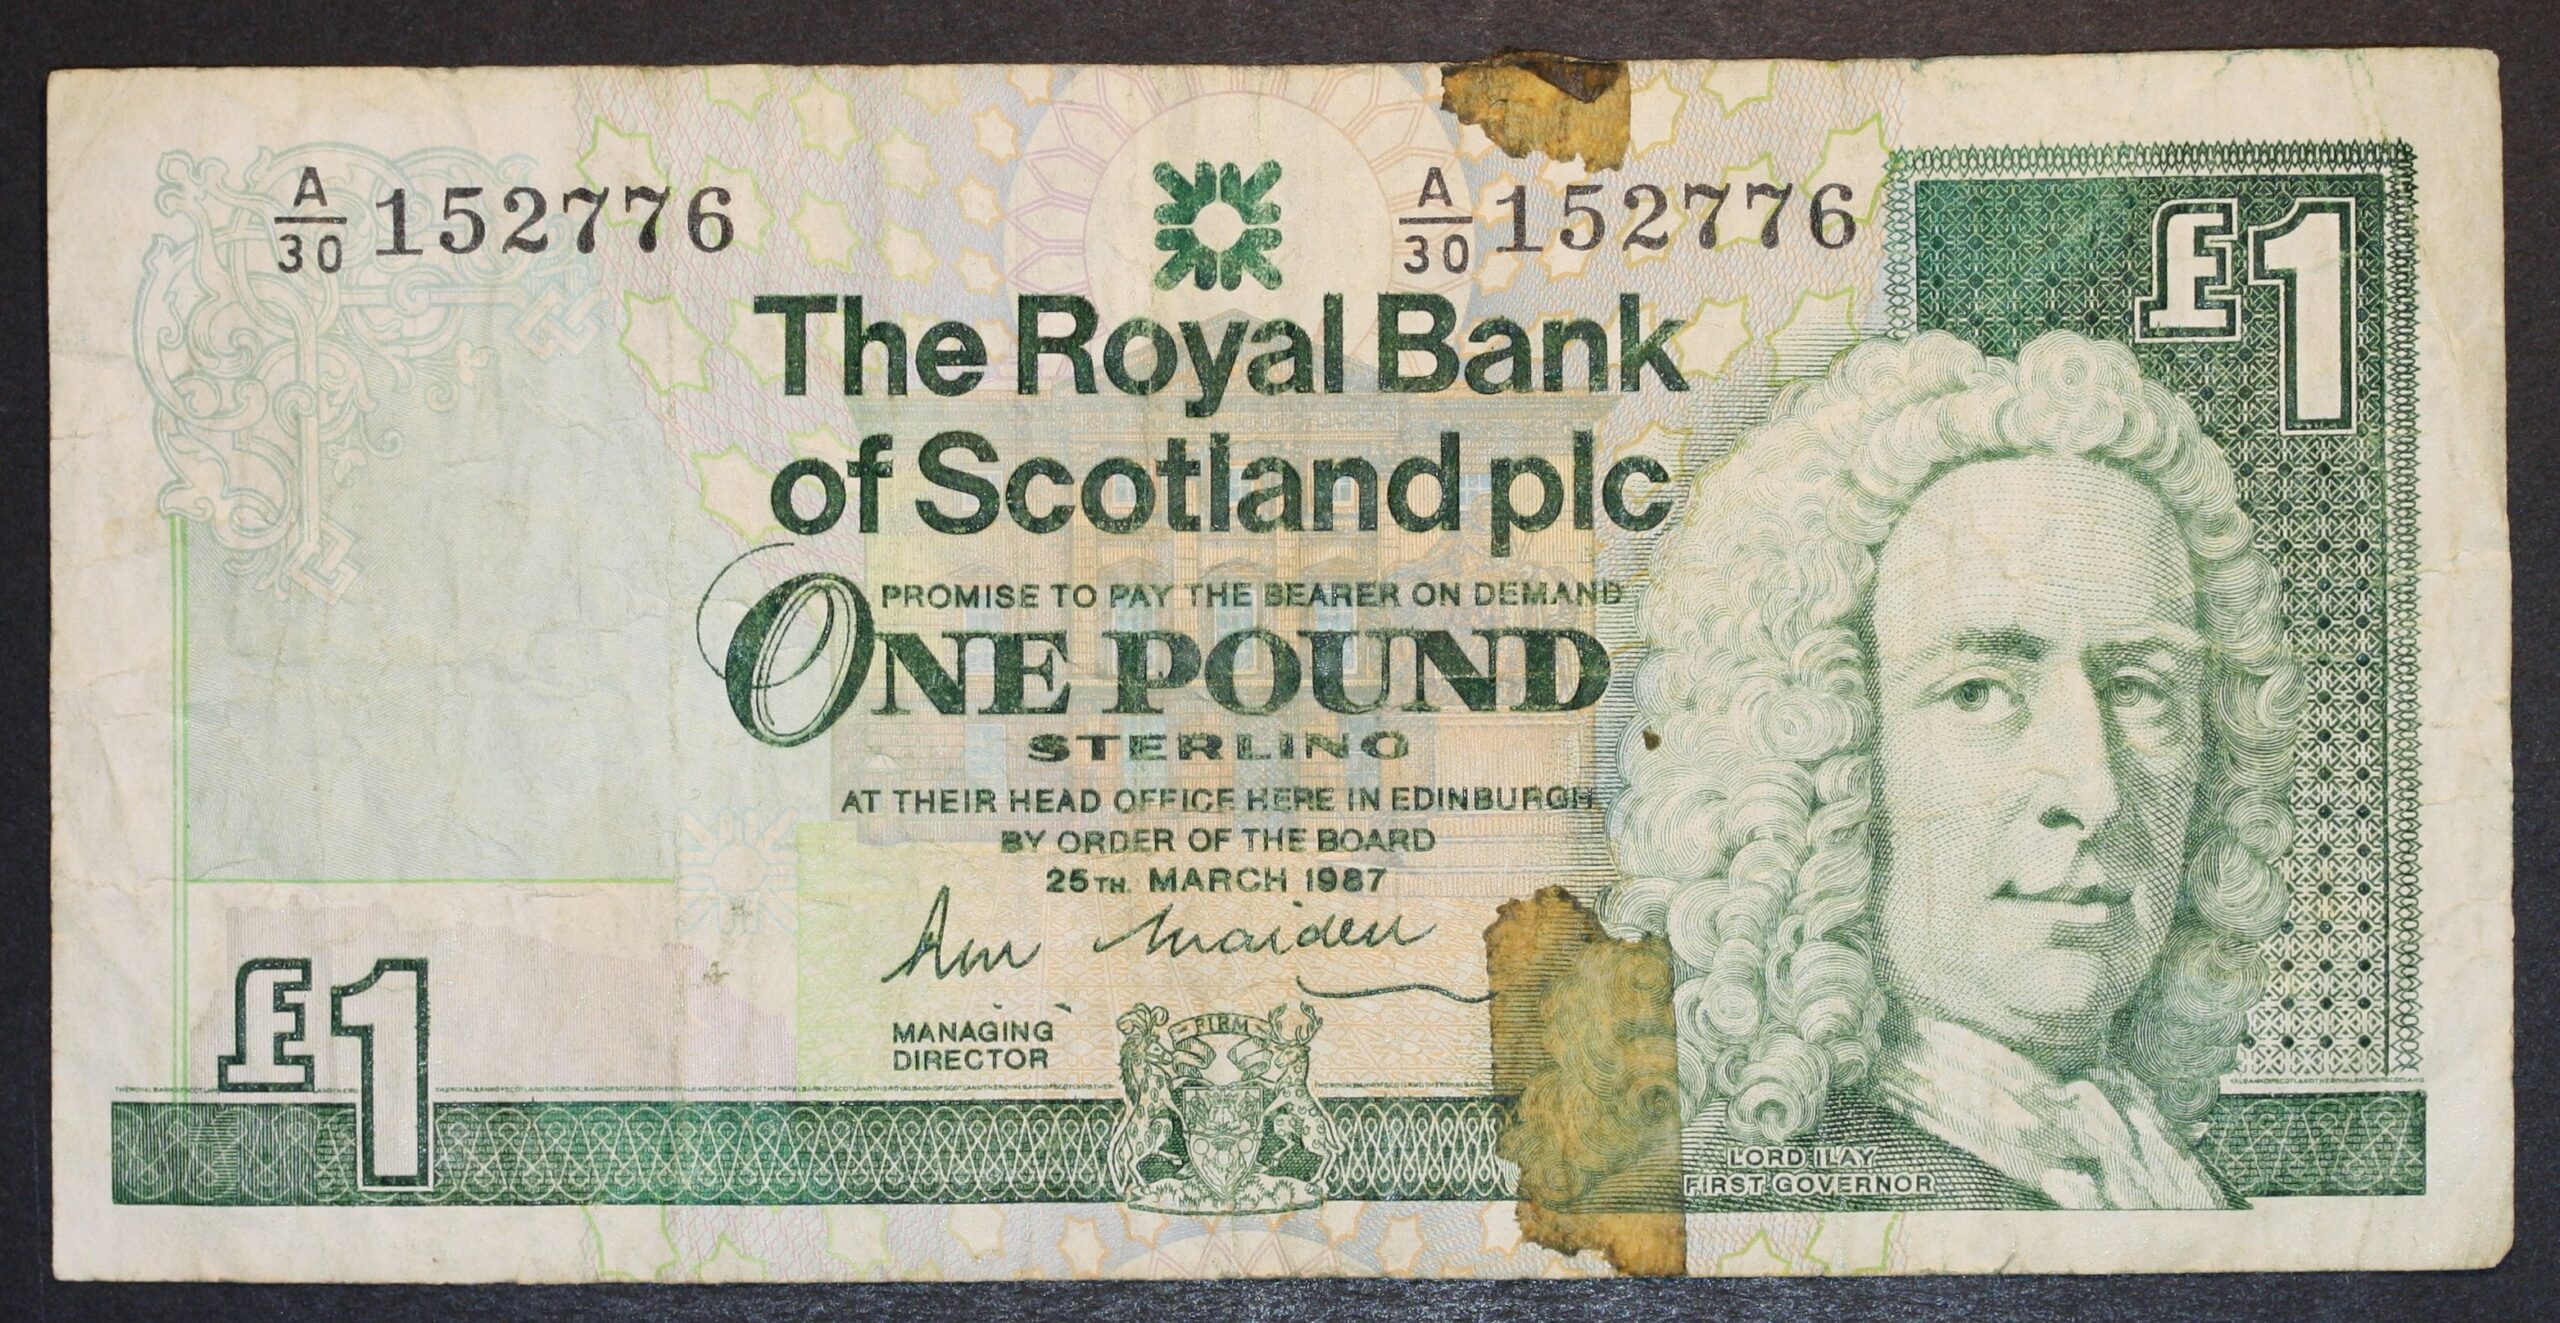 A/30 152776
A/30 152776
£1
The Royal Bank
of Scotland plc
PROMISE TO PAY THE BEARER ON DEMAND
ONE POUND
STERLING
AT THEIR HEAD OFFICE HERE IN EDINBURGH
BY ORDER OF THE BOARD
25TH. MARCH 1987
MANAGING
DIRECTOR
FIRM
£1
LORD ILAY
FIRST GOVERNOR